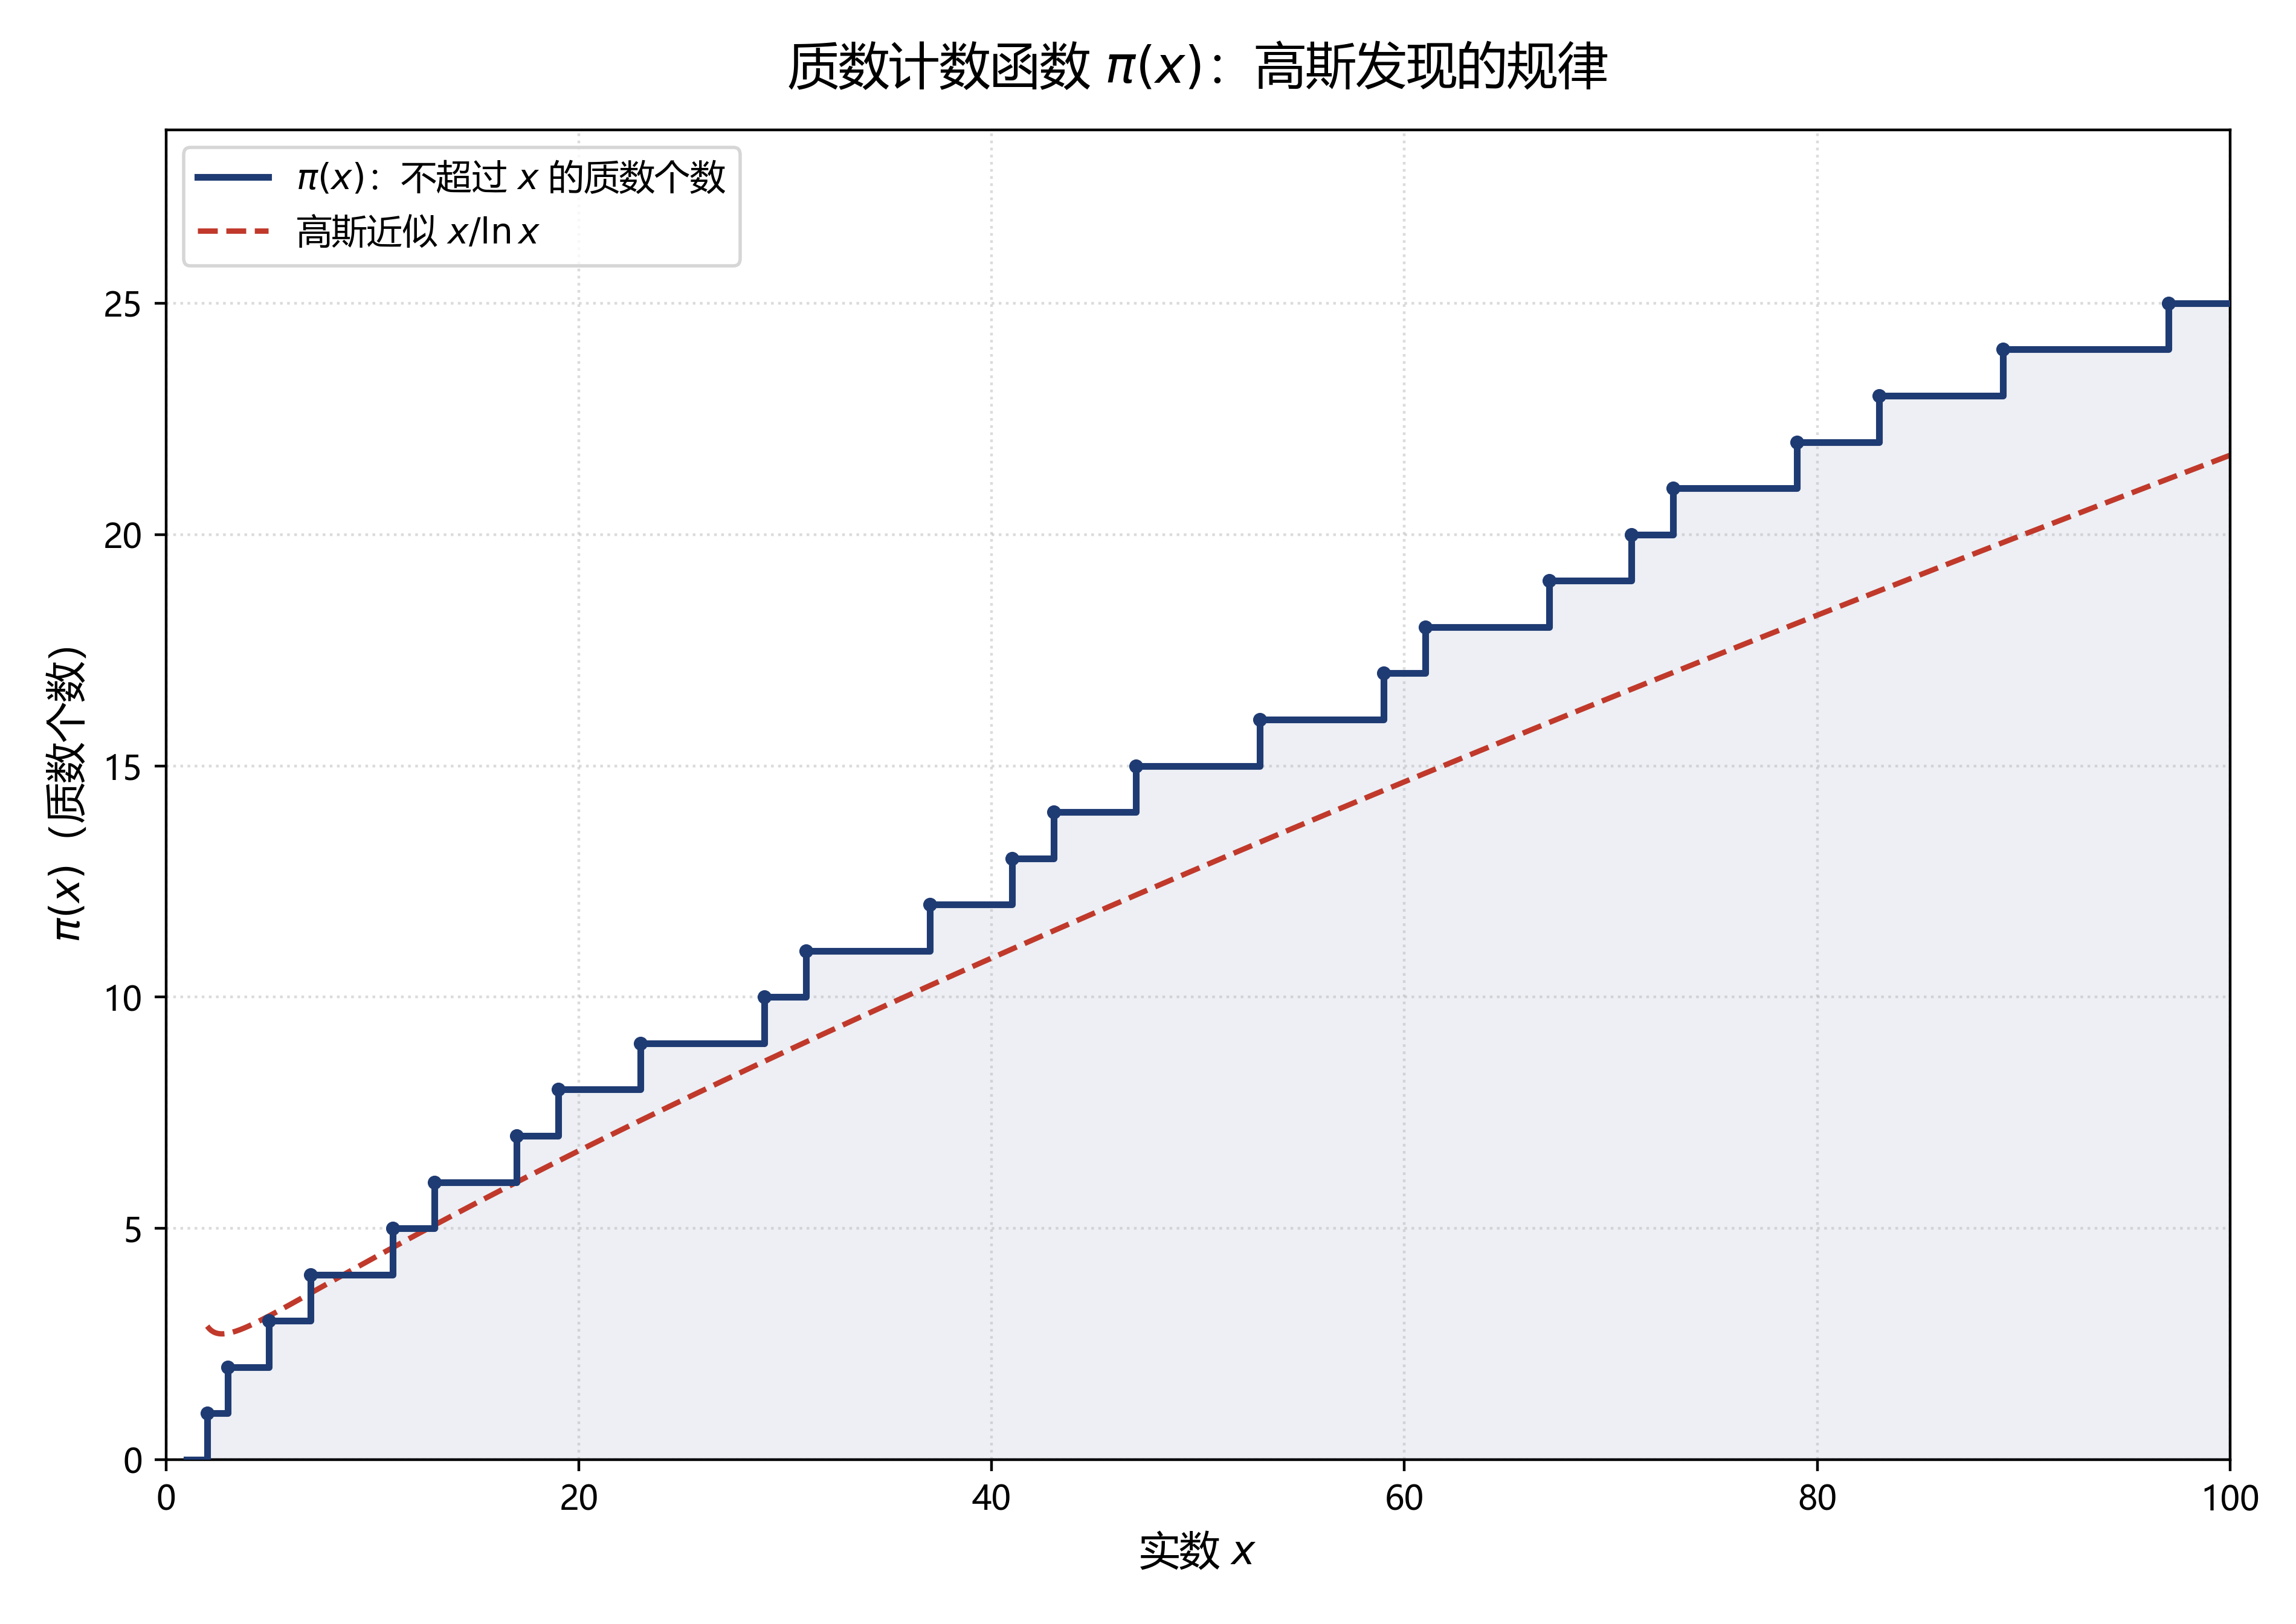 质数计数函数 π(x)：高斯发现的规律
π(x)：不超过 x 的质数个数
高斯近似 x/ln x
25
20
15
10
5
0
π(x)（质数个数）
0 20 40 60 80 100
实数 x